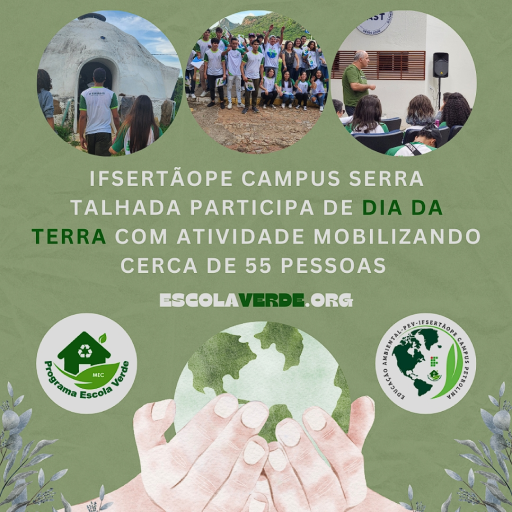 IFSERTÃOPE CAMPUS SERRA
TALHADA PARTICIPA DE DIA DA
TERRA COM ATIVIDADE MOBILIZANDO
CERCA DE 55 PESSOAS
ESCOLAVERDE.ORG
MEC
Programa Escola Verde
EDUCAÇÃO AMBIENTAL-PEV-IFSERTÃOPE CAMPUS PETROLINA